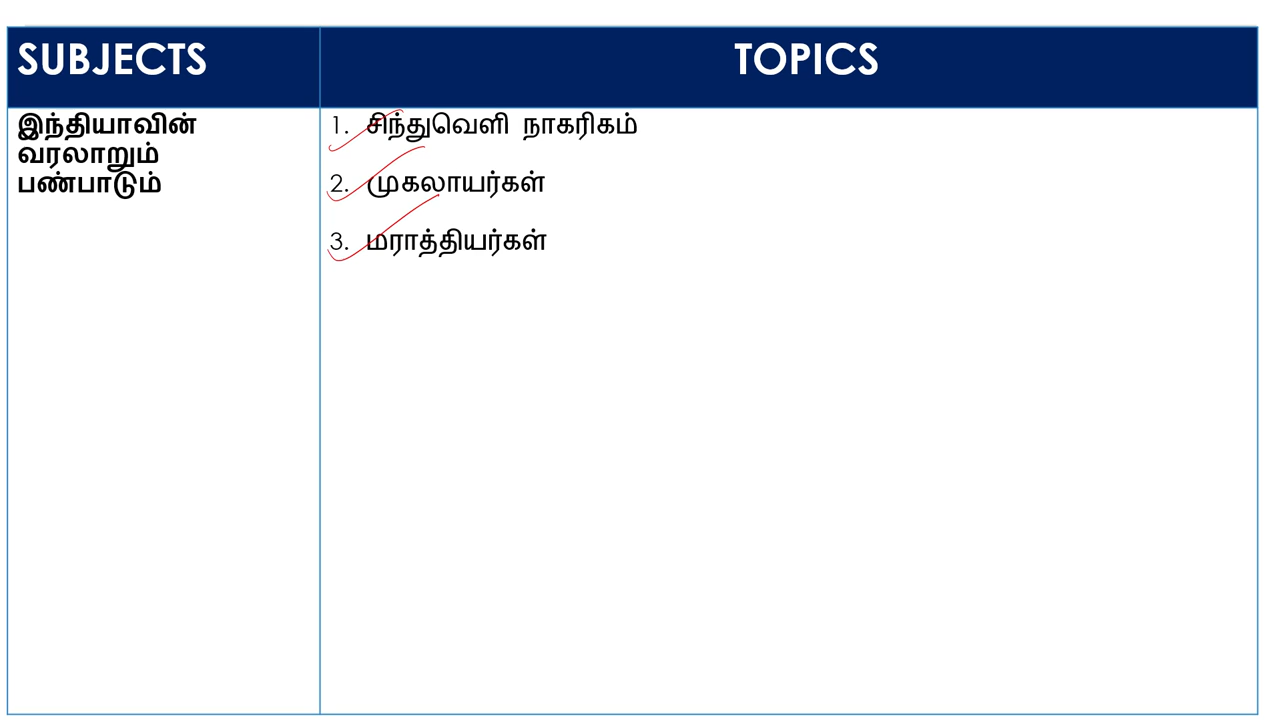 SUBJECTS
TOPICS
இந்தியாவின்
வரலாறும்
பண்பாடும்
1. சிந்துவெளி நாகரிகம்
2. முகலாயர்கள்
3. மராத்தியர்கள்